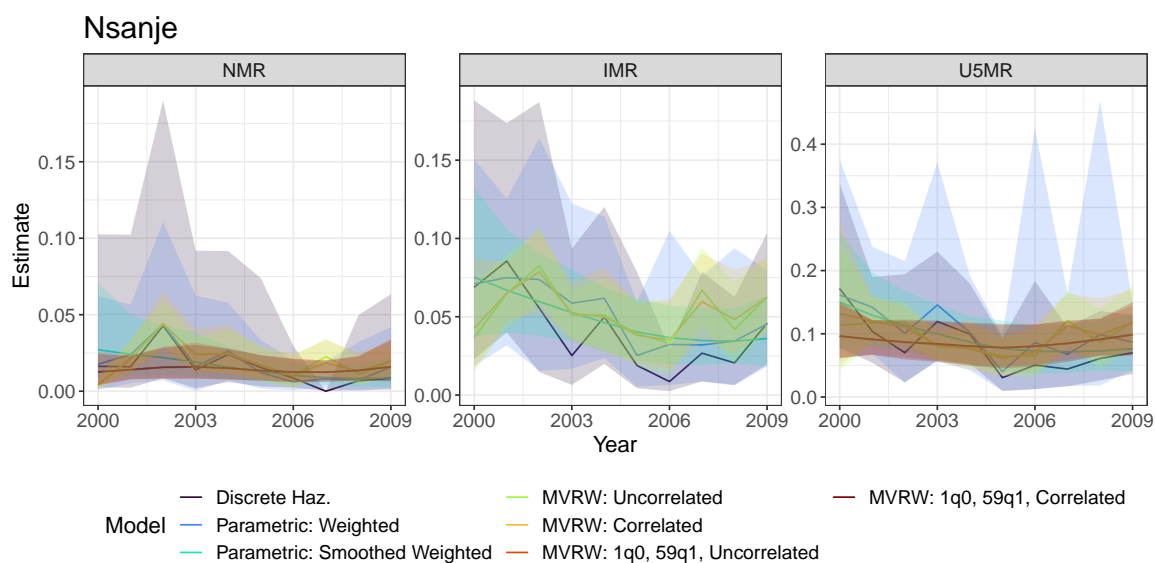 Nsanje
NMR IMR U5MR
0.15
0.10
0.05
0.00
0.15
0.10
0.05
0.00
0.4
0.3
0.2
0.1
0.0
Estimate
2000 2003 2006 2009 2000 2003 2006 2009 2000 2003 2006 2009
Year
Model
Discrete Haz.
Parametric: Weighted
Parametric: Smoothed Weighted
MVRW: Uncorrelated
MVRW: Correlated
MVRW: 1q0, 59q1, Uncorrelated
MVRW: 1q0, 59q1, Correlated